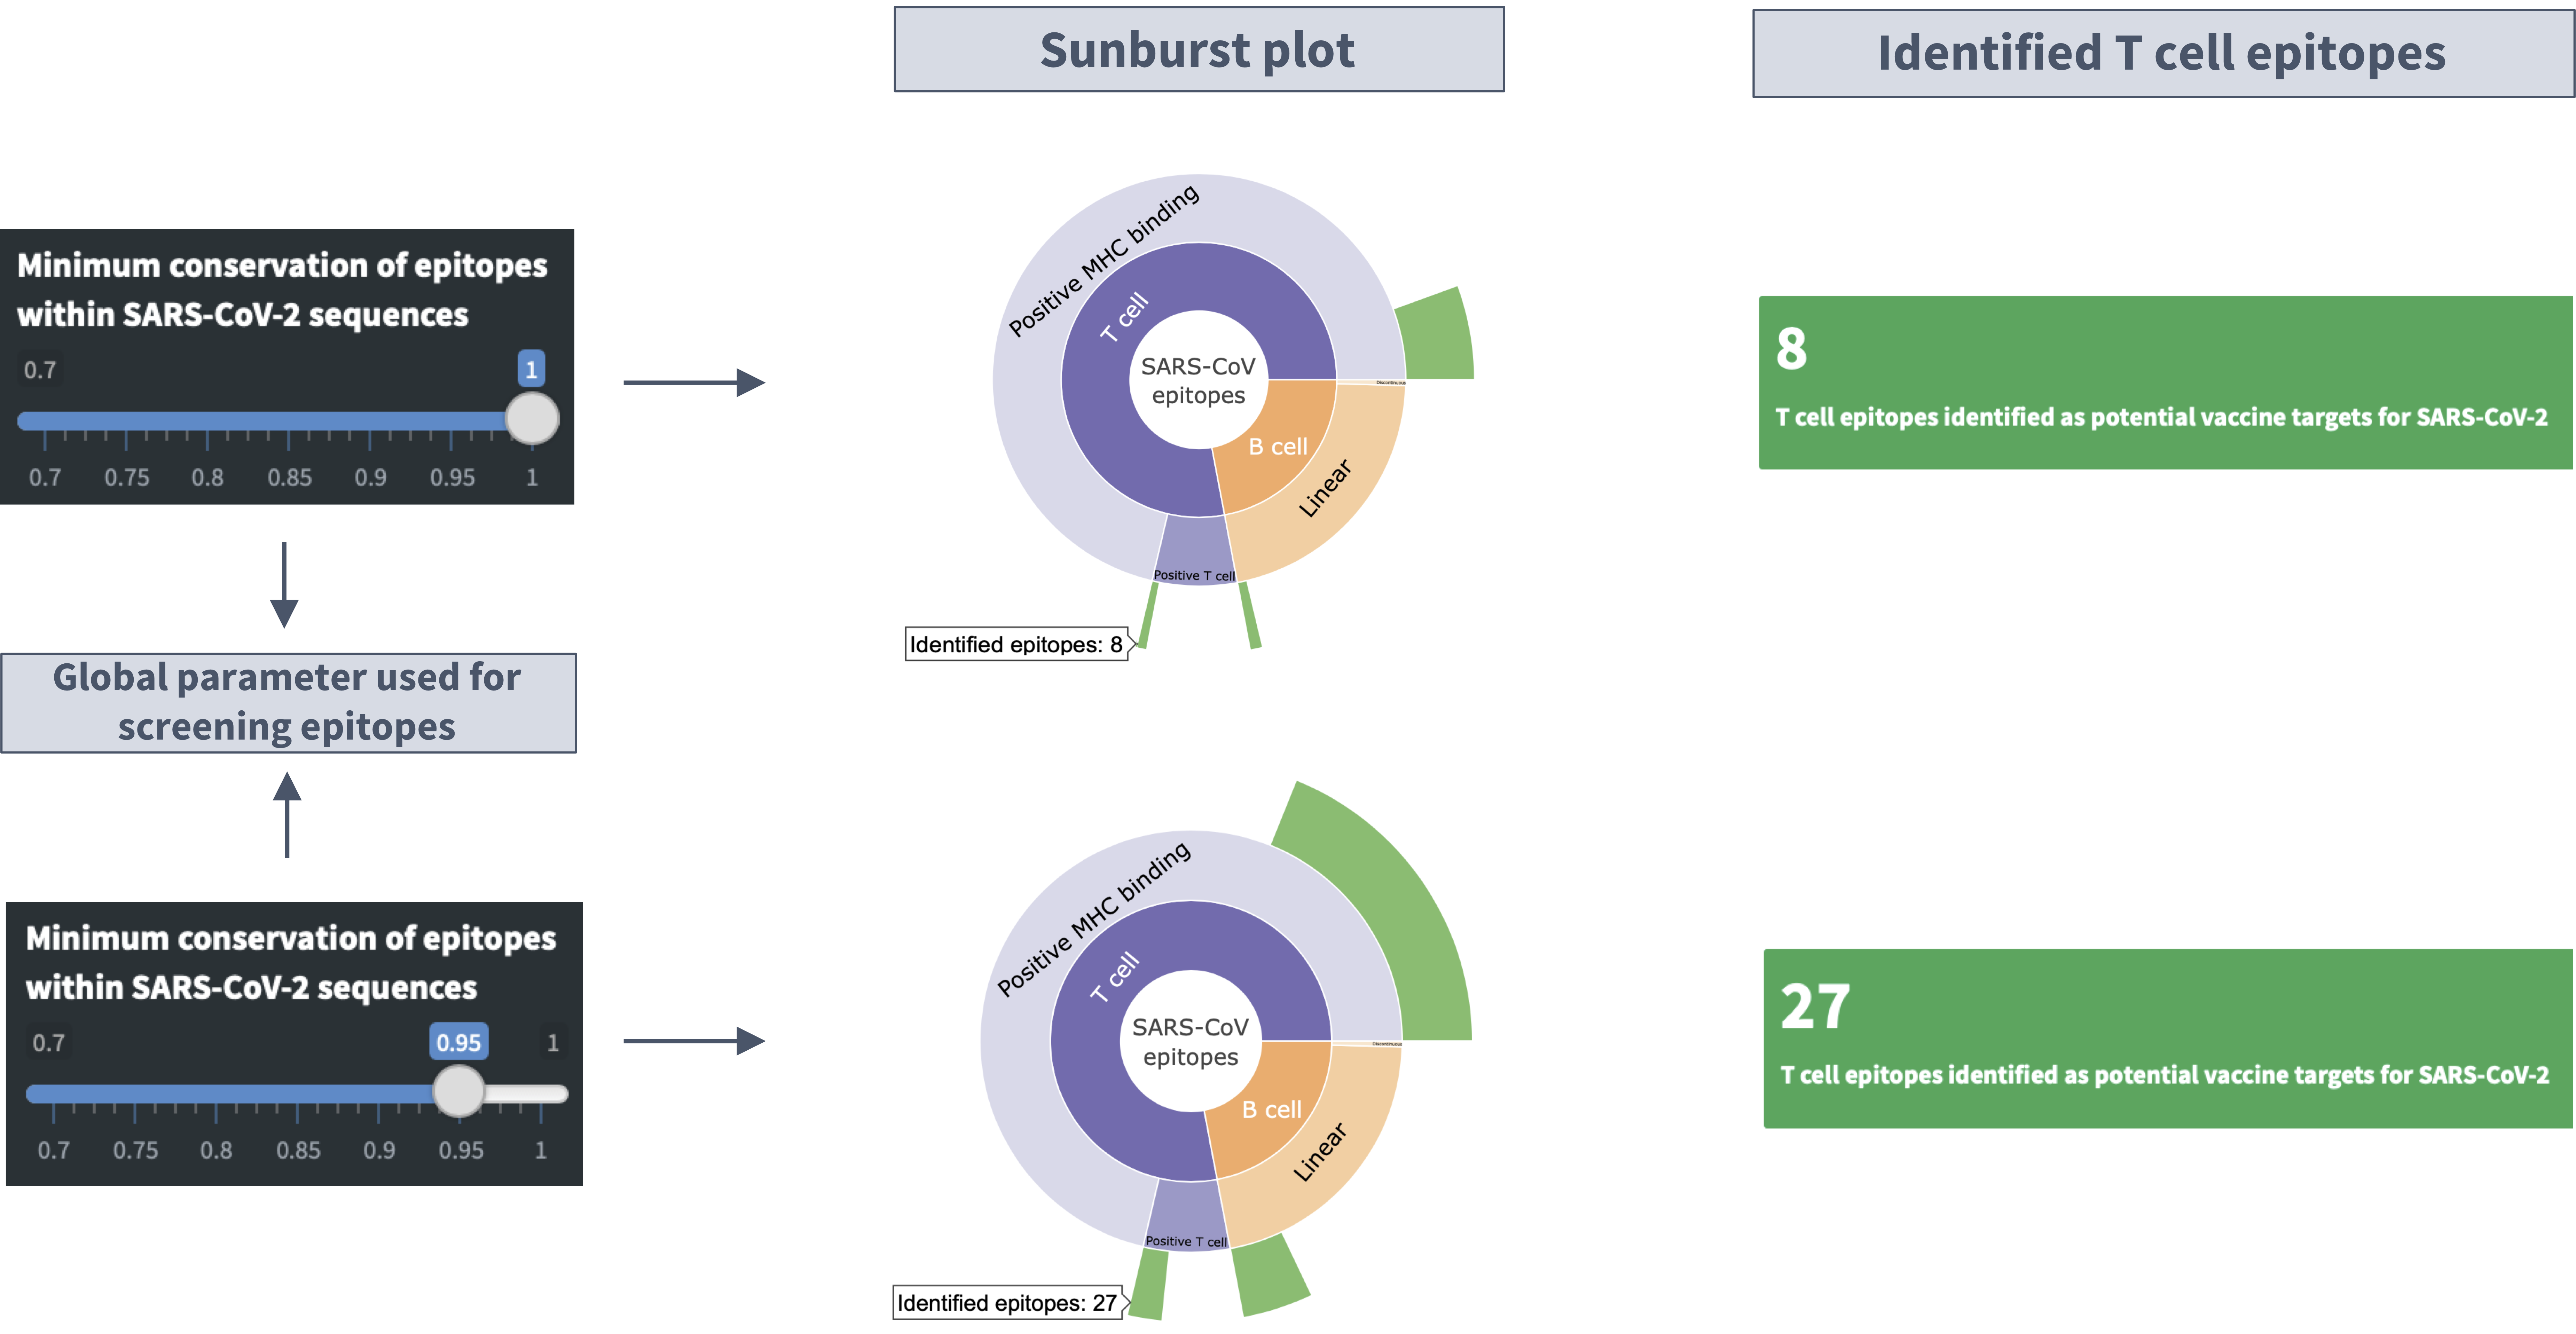 Sunburst plot
Identified T cell epitopes
Minimum conservation of epitopes
within SARS-CoV-2 sequences
0.7
1
0.7 0.75 0.8 0.85 0.9 0.95 1
Positive MHC binding
T cell
SARS-CoV
epitopes
Discontinuous
B cell
Linear
Positive T cell
Identified epitopes: 8
8
T cell epitopes identified as potential vaccine targets for SARS-CoV-2
Global parameter used for
screening epitopes
Minimum conservation of epitopes
within SARS-CoV-2 sequences
0.7
0.95
1
0.7 0.75 0.8 0.85 0.9 0.95 1
Positive MHC binding
T cell
SARS-CoV
epitopes
Discontinuous
B cell
Linear
Positive T cell
Identified epitopes: 27
27
T cell epitopes identified as potential vaccine targets for SARS-CoV-2